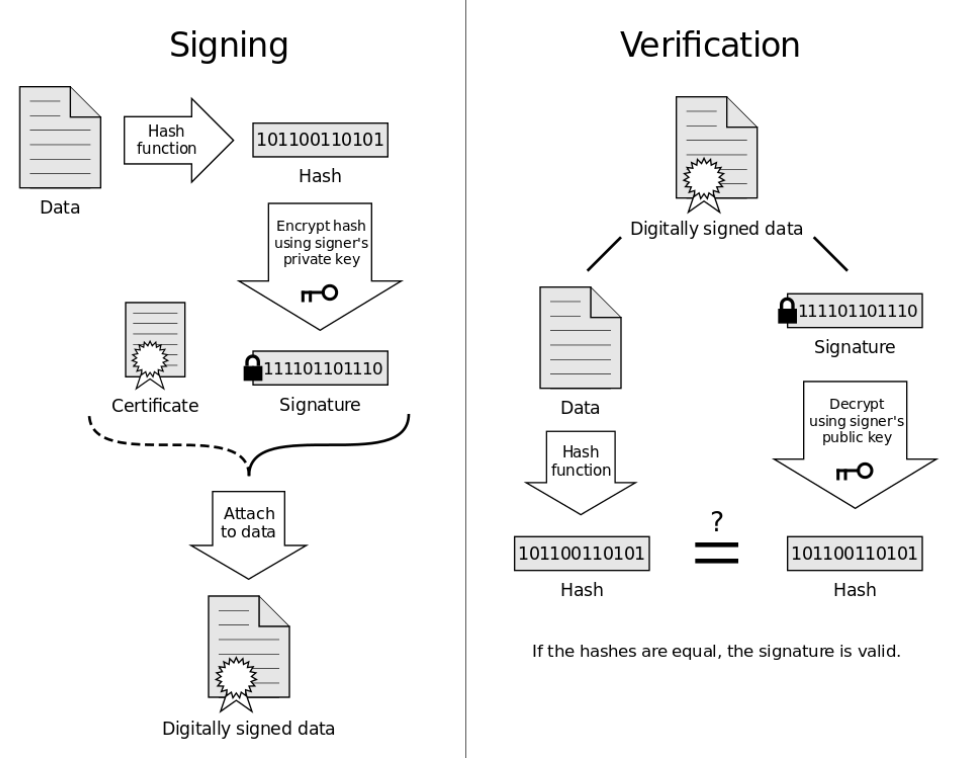 Signing
Data
Hash
function
101100110101
Hash
Encrypt hash
using signer's
private key
Certificate
111101101110
Signature
Attach
to data
Digitally signed data
Verification
Digitally signed data
Data
Hash
function
101100110101
Hash
111101101110
Signature
Decrypt
using signer's
public key
101100110101
Hash
?
=
If the hashes are equal, the signature is valid.